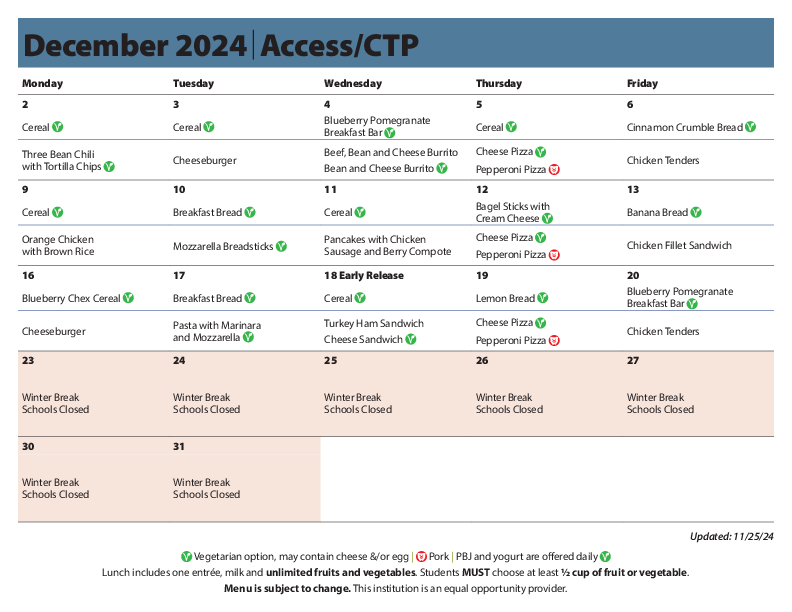 December 2024 | Access/CTP
Monday Tuesday Wednesday Thursday Friday
2 3 4 5 6
Cereal V
Cereal V
Blueberry Pomegranate
Breakfast Bar V
Cereal V
Cinnamon Crumble Bread V
Three Bean Chili
with Tortilla Chips V
Cheeseburger
Beef, Bean and Cheese Burrito
Bean and Cheese Burrito V
Cheese Pizza V
Pepperoni Pizza
Chicken Tenders
9 10 11 12 13
Cereal V
Breakfast Bread V
Cereal V
Bagel Sticks with
Cream Cheese V
Banana Bread V
Orange Chicken
with Brown Rice
Mozzarella Breadsticks V
Pancakes with Chicken
Sausage and Berry Compote
Cheese Pizza V
Pepperoni Pizza
Chicken Fillet Sandwich
16 17 18 Early Release 19 20
Blueberry Chex Cereal V
Breakfast Bread V
Cereal V
Lemon Bread V
Blueberry Pomegranate
Breakfast Bar V
Cheeseburger
Pasta with Marinara
and Mozzarella V
Turkey Ham Sandwich
Cheese Sandwich V
Cheese Pizza V
Pepperoni Pizza
Chicken Tenders
23 24 25 26 27
Winter Break
Schools Closed
Winter Break
Schools Closed
Winter Break
Schools Closed
Winter Break
Schools Closed
Winter Break
Schools Closed
30 31
Winter Break
Schools Closed
Winter Break
Schools Closed
Updated: 11/25/24
V Vegetarian option, may contain cheese &/or egg | Pork | PBJ and yogurt are offered daily V
Lunch includes one entrée, milk and unlimited fruits and vegetables. Students MUST choose at least ½ cup of fruit or vegetable.
Menu is subject to change. This institution is an equal opportunity provider.